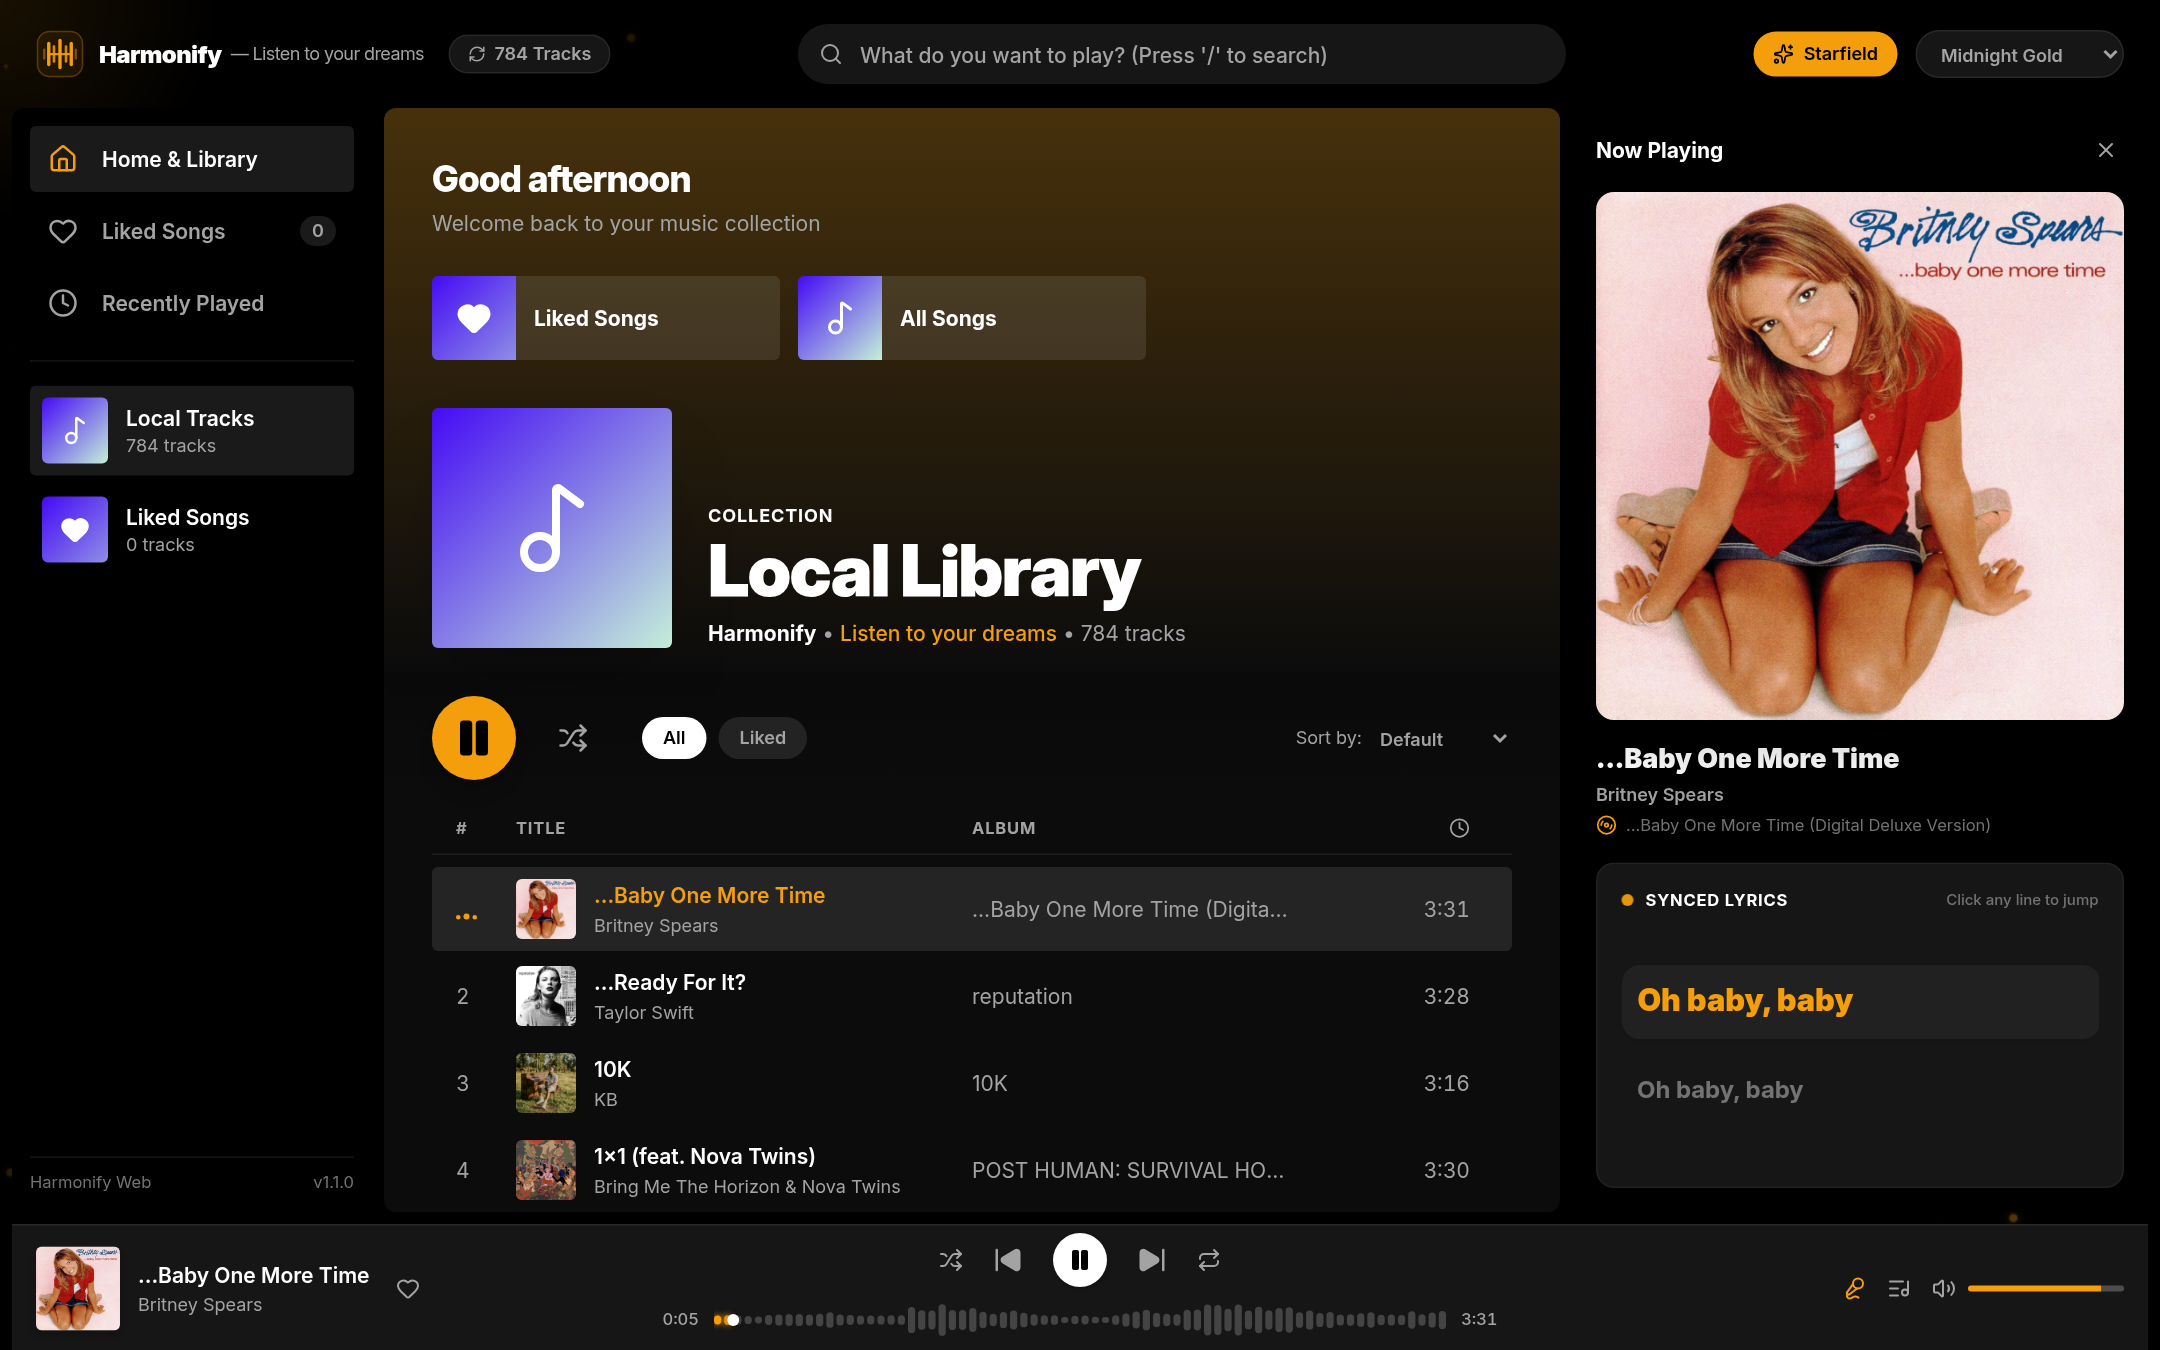 Harmonify — Listen to your dreams
784 Tracks
What do you want to play? (Press '/' to search)
Starfield
Midnight Gold
Home & Library
Liked Songs 0
Recently Played
Local Tracks
784 tracks
Liked Songs
0 tracks
Harmonify Web v1.1.0
Good afternoon
Welcome back to your music collection
Liked Songs
All Songs
COLLECTION
Local Library
Harmonify • Listen to your dreams • 784 tracks
All
Liked
Sort by: Default
# TITLE ALBUM
...Baby One More Time
Britney Spears
...Baby One More Time (Digita...
3:31
2
...Ready For It?
Taylor Swift
reputation
3:28
3
10K
KB
10K
3:16
4
1×1 (feat. Nova Twins)
Bring Me The Horizon & Nova Twins
POST HUMAN: SURVIVAL HO...
3:30
Now Playing
Britney Spears
...baby one more time
...Baby One More Time
Britney Spears
...Baby One More Time (Digital Deluxe Version)
SYNCED LYRICS
Click any line to jump
Oh baby, baby
Oh baby, baby
...Baby One More Time
Britney Spears
0:05
3:31